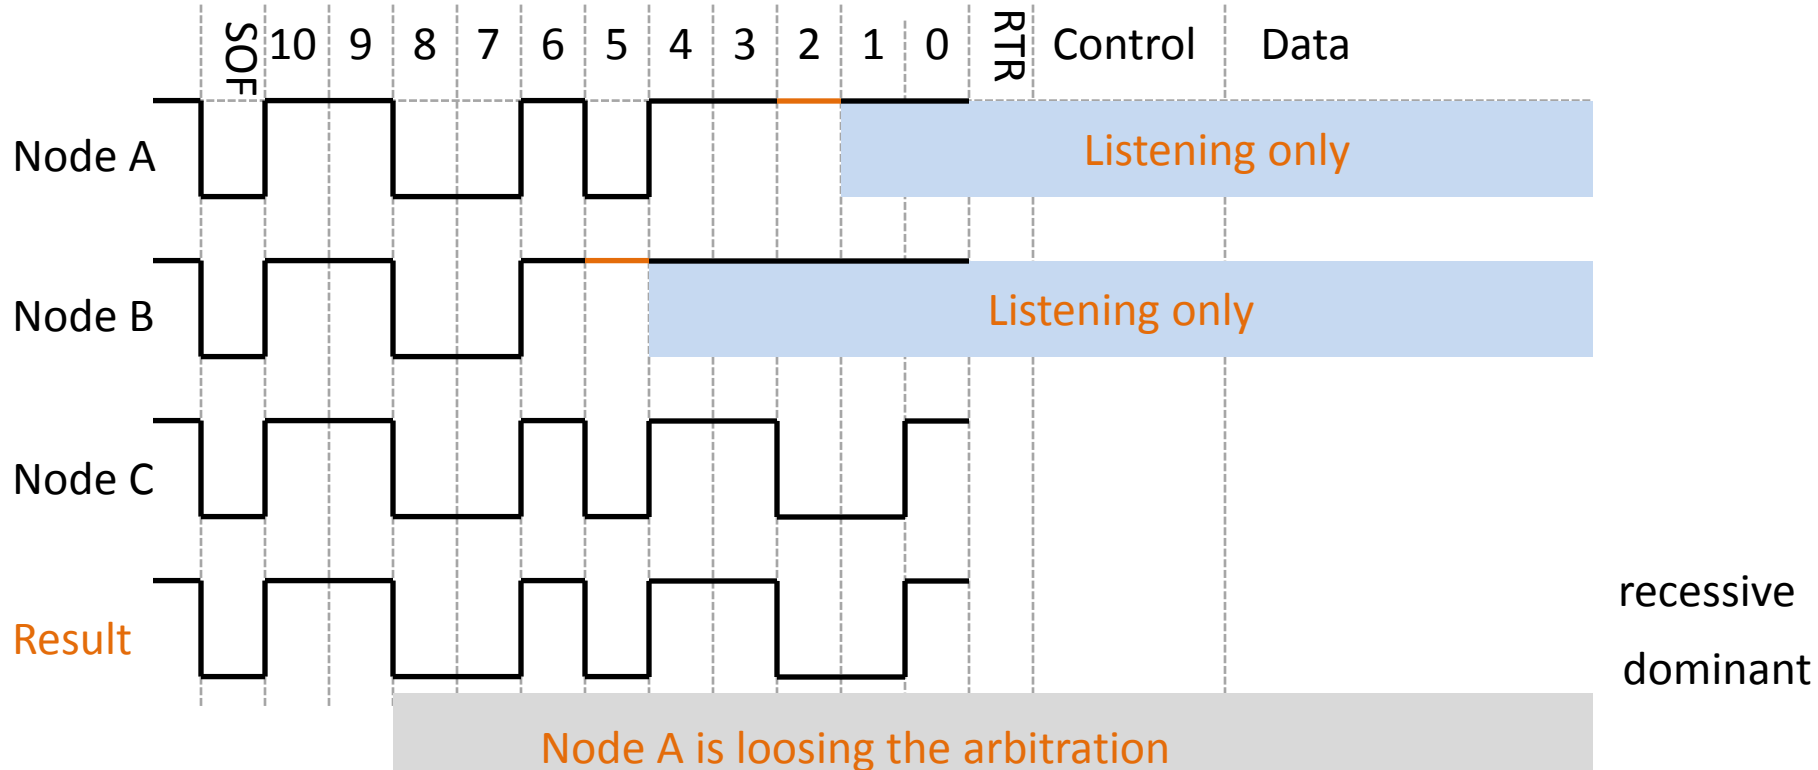 SOF 10 9 8 7 6 5 4 3 2 1 0 RTR Control Data
Node A
Listening only
Node B
Listening only
Node C
recessive
Result
dominant
Node A is loosing the arbitration